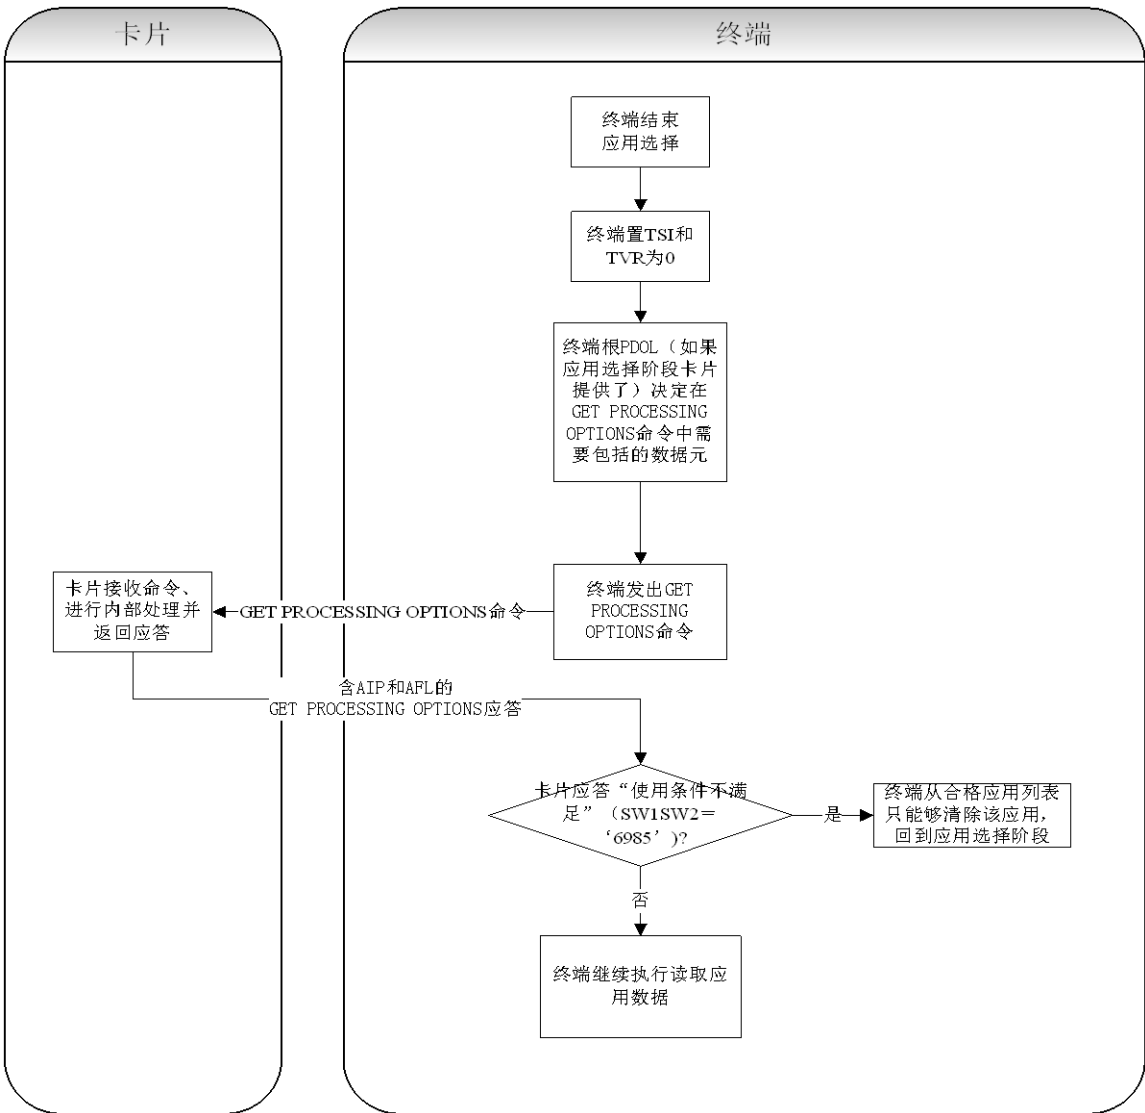 卡片
终端
终端结束
应用选择
终端置TSI和
TVR为0
终端根PDOL（如果
应用选择阶段卡片
提供了）决定在
GET PROCESSING
OPTIONS命令中需
要包括的数据元
终端发出GET
PROCESSING
OPTIONS命令
GET PROCESSING OPTIONS命令
卡片接收命令、
进行内部处理并
返回应答
含AIP和AFL的
GET PROCESSING OPTIONS应答
卡片应答“使用条件不满
足”（SW1SW2＝
‘6985’)?
是
终端从合格应用列表
只能够清除该应用，
回到应用选择阶段
否
终端继续执行读取应
用数据